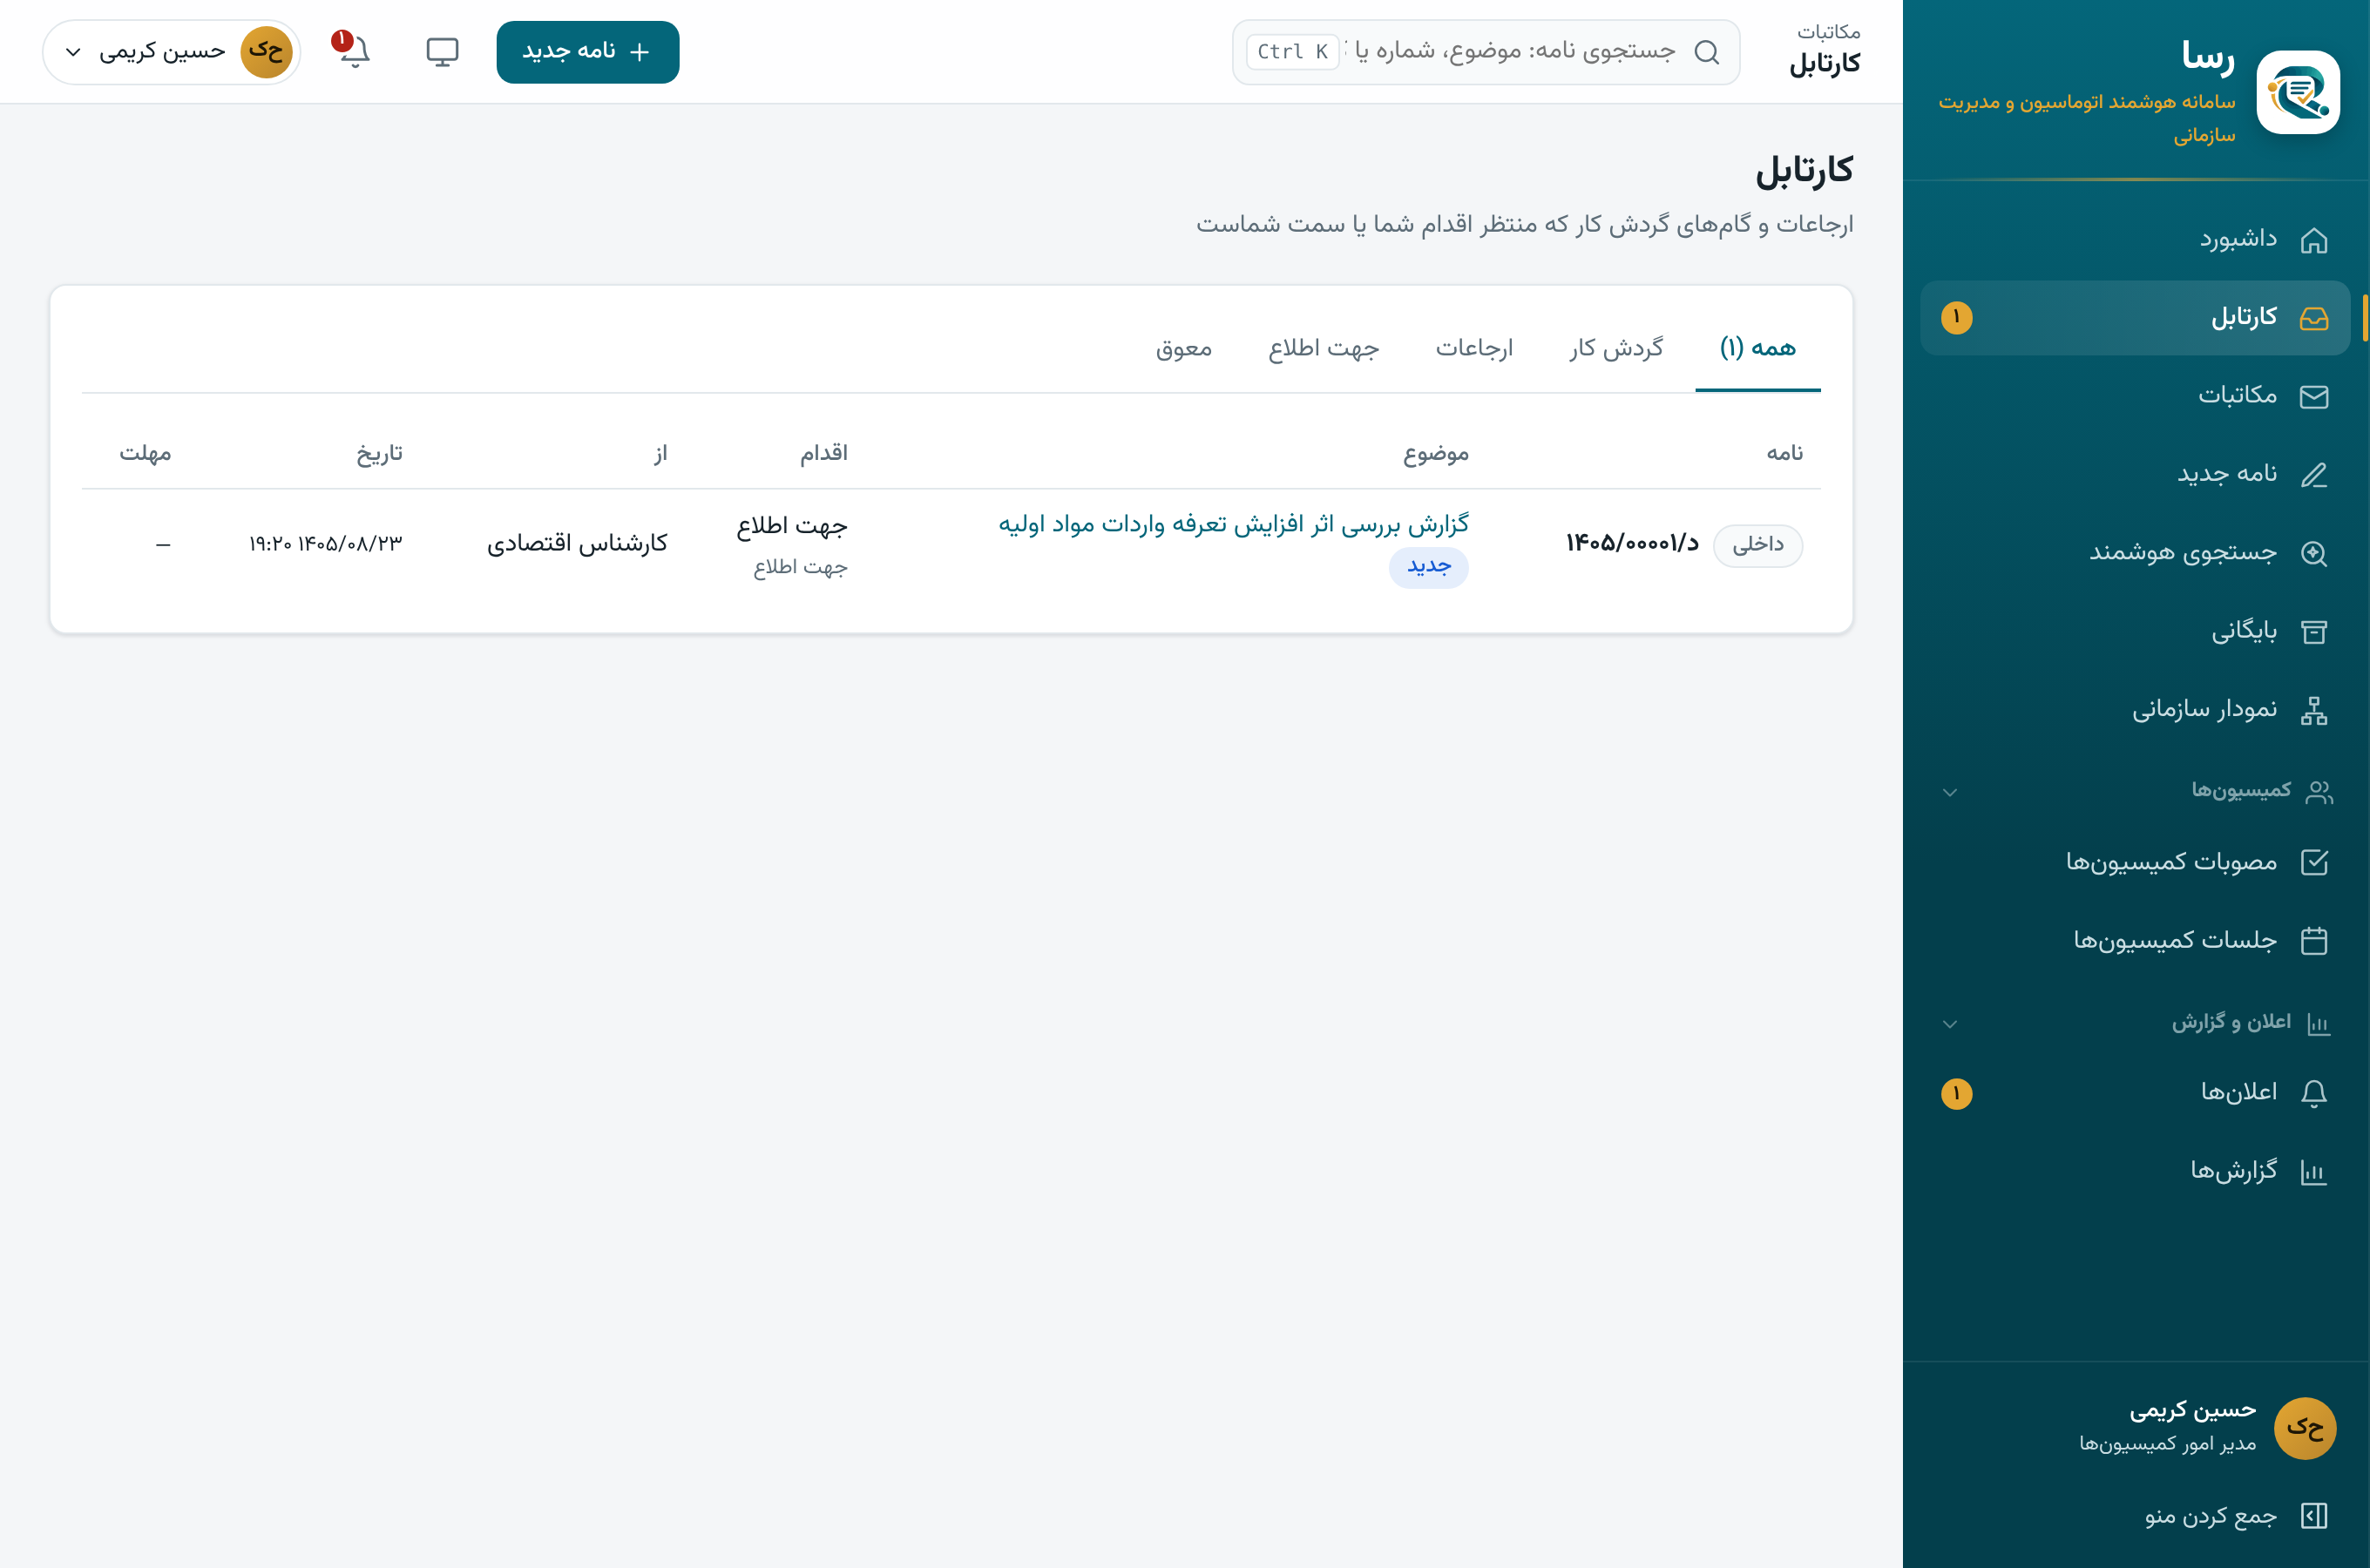 رسا
سامانه هوشمند اتوماسیون و مدیریت
سازمانی
داشبورد
کارتابل ۱
مکاتبات
نامه جدید
جستجوی هوشمند
بایگانی
نمودار سازمانی
کمیسیون‌ها
مصوبات کمیسیون‌ها
جلسات کمیسیون‌ها
اعلان و گزارش
اعلان‌ها ۱
گزارش‌ها
حسین کریمی
ح‌ک
مدیر امور کمیسیون‌ها
جمع کردن منو
مکاتبات
کارتابل
جستجوی نامه: موضوع، شماره یا
Ctrl K
نامه جدید
۱
ح‌ک حسین کریمی
کارتابل
ارجاعات و گام‌های گردش کار که منتظر اقدام شما یا سمت شماست
همه (۱) گردش کار ارجاعات جهت اطلاع معوق
نامه موضوع اقدام از تاریخ مهلت
داخلی د/۱۴۰۵/۰۰۰۰۱ گزارش بررسی اثر افزایش تعرفه واردات مواد اولیه جهت اطلاع کارشناس اقتصادی ۱۴۰۵/۰۸/۲۳ ۱۹:۲۰ –
جدید جهت اطلاع